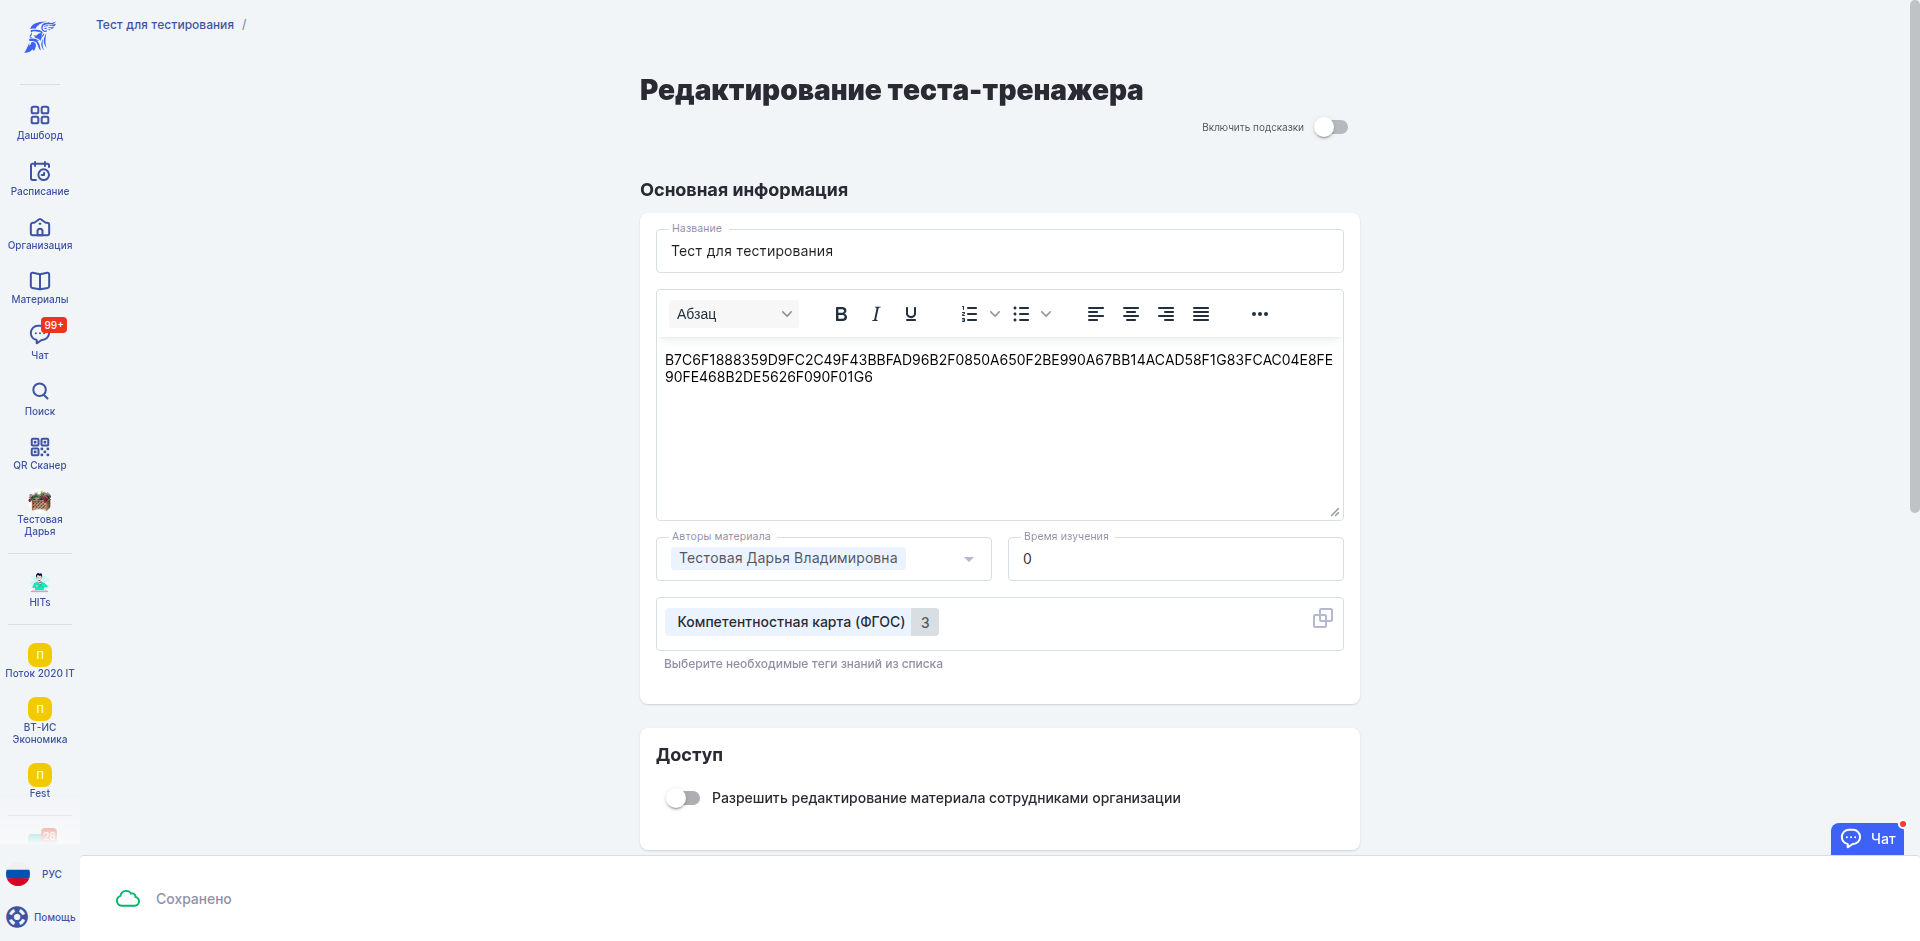 Тест для тестирования /
Редактирование теста-тренажера
Включить подсказки
Дашборд
Расписание
Организация
Материалы
99+
Чат
Поиск
QR Сканер
Тестовая
Дарья
HITs
П
Поток 2020 IT
П
ВТ-ИС
Экономика
П
Fest
28
РУС
Помощь
Основная информация
Название
Тест для тестирования
Абзац
B7C6F1888359D9FC2C49F43BBFAD96B2F0850A650F2BE990A67BB14ACAD58F1G83FCAC04E8FE
90FE468B2DE5626F090F01G6
Авторы материала
Тестовая Дарья Владимировна
Время изучения
0
Компетентностная карта (ФГОС) 3
Выберите необходимые теги знаний из списка
Доступ
Разрешить редактирование материала сотрудниками организации
Чат
Сохранено